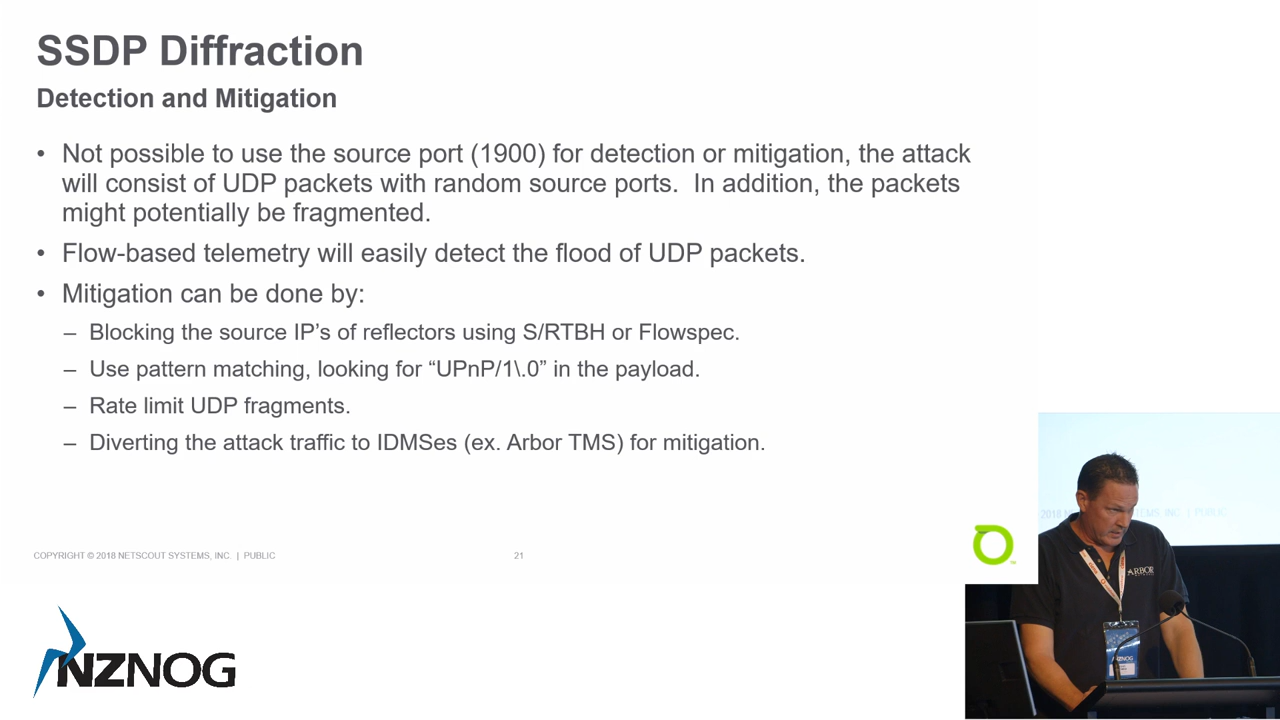 SSDP Diffraction
Detection and Mitigation
• Not possible to use the source port (1900) for detection or mitigation, the attack
will consist of UDP packets with random source ports.  In addition, the packets
might potentially be fragmented.
• Flow-based telemetry will easily detect the flood of UDP packets.
• Mitigation can be done by:
– Blocking the source IP’s of reflectors using S/RTBH or Flowspec.
– Use pattern matching, looking for “UPnP/1\.0” in the payload.
– Rate limit UDP fragments.
– Diverting the attack traffic to IDMSes (ex. Arbor TMS) for mitigation.
COPYRIGHT © 2018 NETSCOUT SYSTEMS, INC. | PUBLIC
21
NZNOG
ARBOR
NZNOG